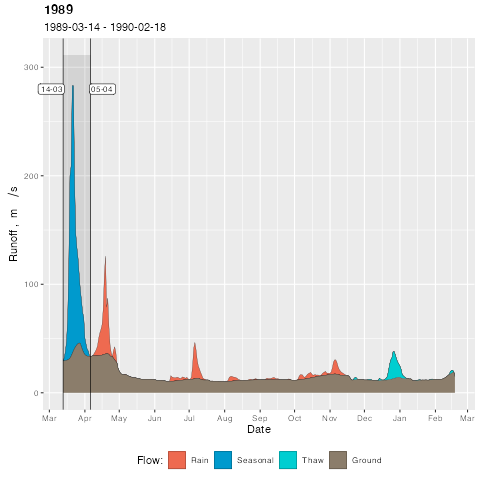 1989
1989-03-14 - 1990-02-18
300
200
100
0
Runoff, m /s
14-03
05-04
Mar Apr May Jun Jul Aug Sep Oct Nov Dec Jan Feb Mar
Date
Flow: Rain Seasonal Thaw Ground